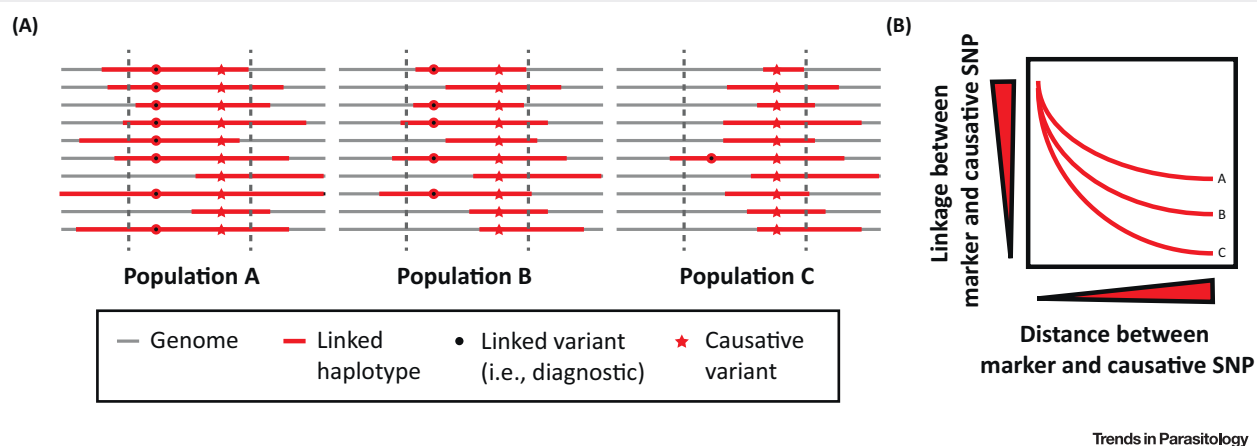 (A)
Population A
Population B
Population C
Genome
Linked
haplotype
Linked variant
(i.e., diagnostic)
Causative
variant
(B)
Linkage between
marker and causative SNP
A
B
C
Distance between
marker and causative SNP
Trends in Parasitology